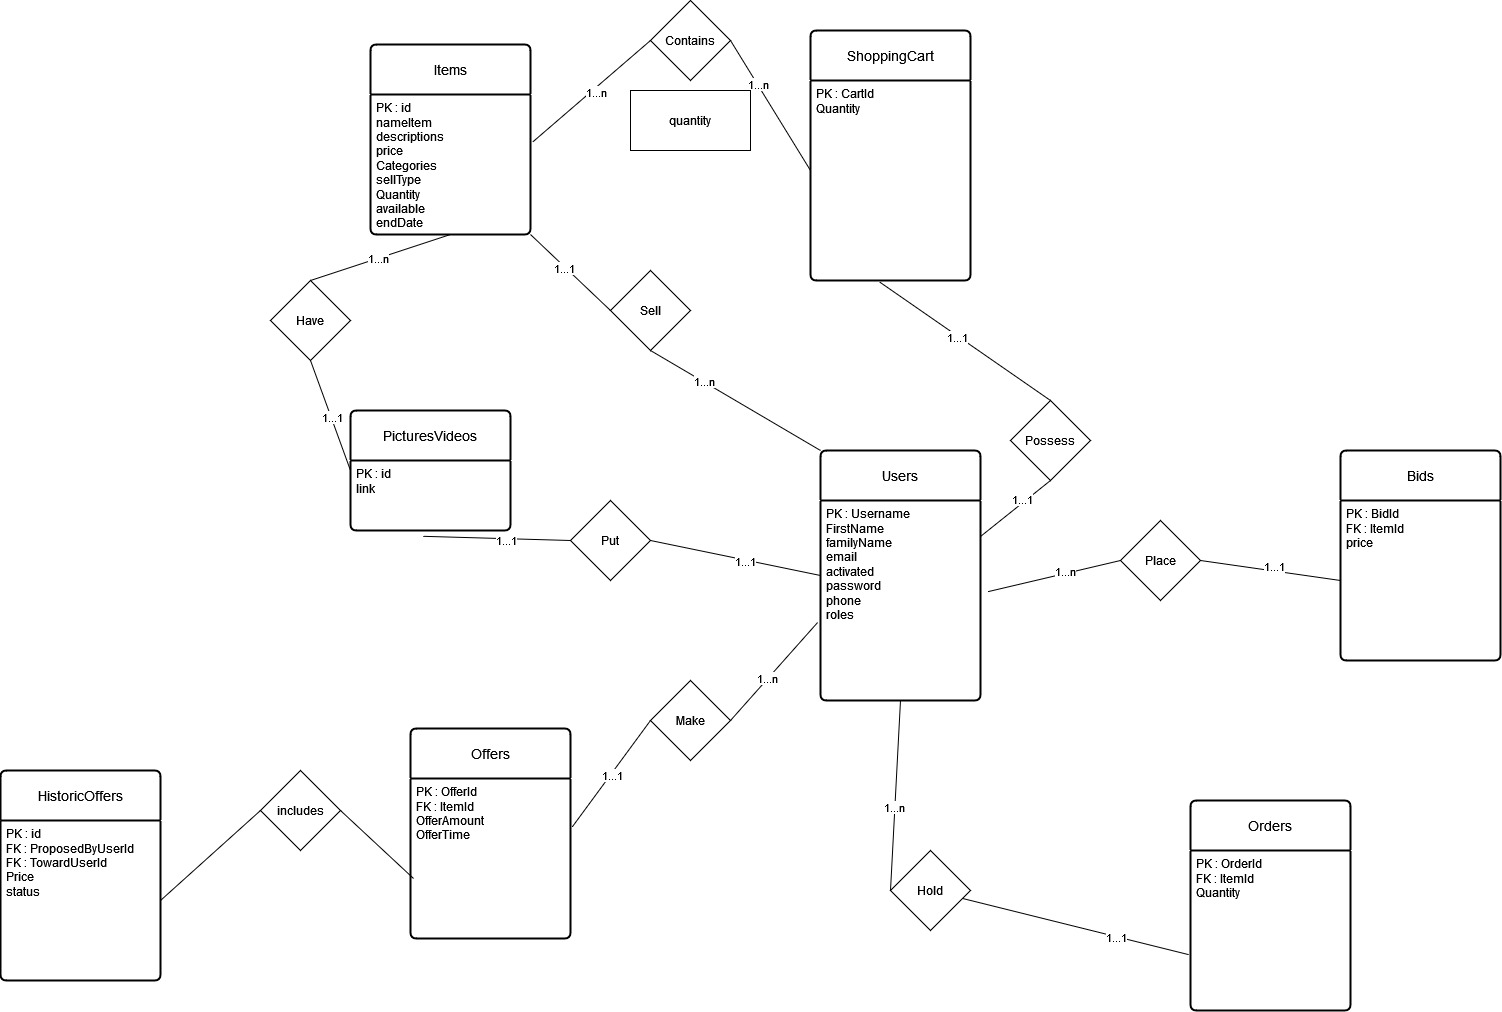 Items
PK : id
nameItem
descriptions
price
Categories
sellType
Quantity
available
endDate
Contains
1...n
1...n
quantity
ShoppingCart
PK : CartId
Quantity
1...n
Have
1...1
1...1
Sell
1...n
1...1
Possess
1...1
PicturesVideos
PK : id
link
1...1
Put
1...1
Users
PK : Username
FirstName
familyName
email
activated
password
phone
roles
1...n
Place
1...1
Bids
PK : BidId
FK : ItemId
price
1...n
Make
1...1
HistoricOffers
PK : id
FK : ProposedByUserId
FK : TowardUserId
Price
status
includes
Offers
PK : OfferId
FK : ItemId
OfferAmount
OfferTime
1...n
Hold
1...1
Orders
PK : OrderId
FK : ItemId
Quantity